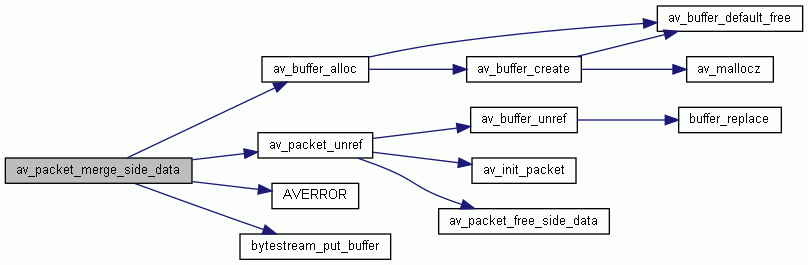 av_buffer_default_free
av_buffer_alloc
av_buffer_create
av_mallocz
av_buffer_unref
buffer_replace
av_packet_unref
av_packet_merge_side_data
av_init_packet
AVERROR
av_packet_free_side_data
bytestream_put_buffer